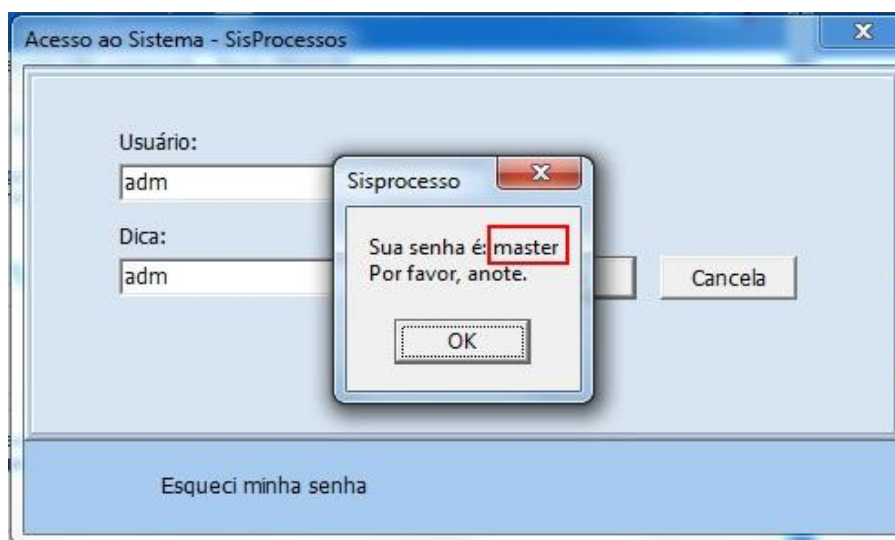 Acesso ao Sistema - SisProcessos
Usuário:
adm
Dica:
adm
Cancela
Sisprocesso
Sua senha é: master
Por favor, anote.
OK
Esqueci minha senha